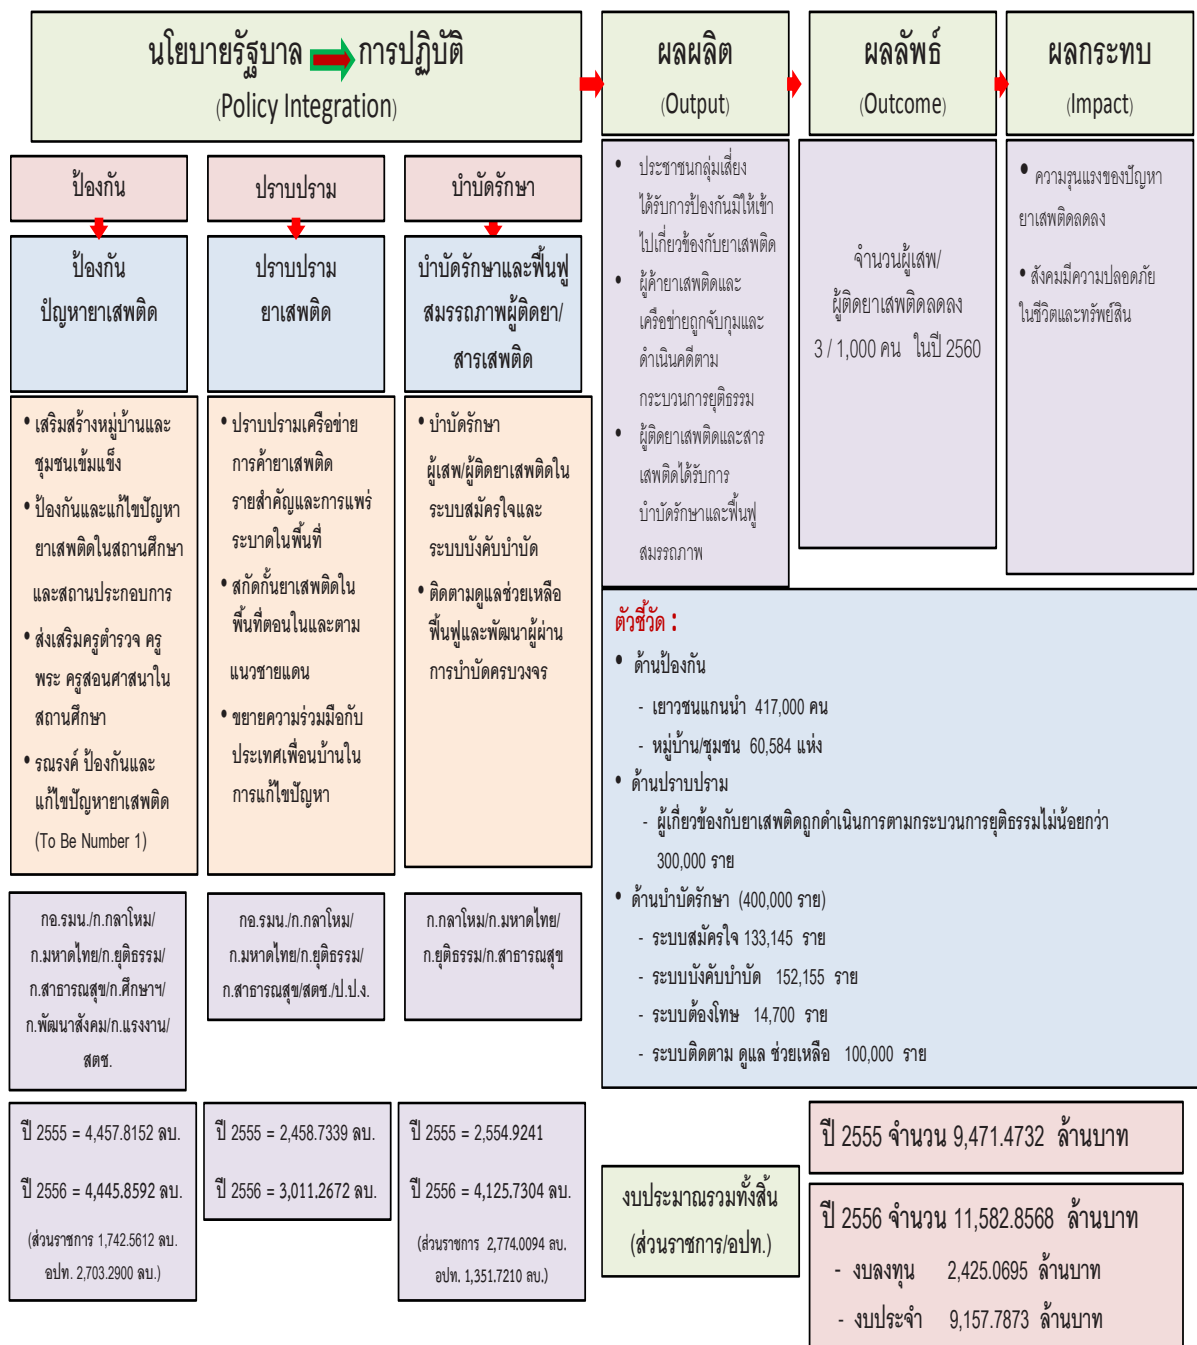 นโยบายรัฐบาล การปฏิบัติ
(Policy Integration)
ผลผลิต
(Output)
ผลลัพธ์
(Outcome)
ผลกระทบ
(Impact)
ป้องกัน
ปราบปราม
บำบัดรักษา
ป้องกัน
ปัญหายาเสพติด
ปราบปราม
ยาเสพติด
บำบัดรักษาและฟื้นฟู
สมรรถภาพผู้ติดยา/
สารเสพติด
• เสริมสร้างหมู่บ้านและ
ชุมชนเข้มแข็ง
• ป้องกันและแก้ไขปัญหา
ยาเสพติดในสถานศึกษา
และสถานประกอบการ
• ส่งเสริมครูตำรวจ ครู
พระ ครูสอนศาสนาใน
สถานศึกษา
• รณรงค์ ป้องกันและ
แก้ไขปัญหายาเสพติด
(To Be Number 1)
• ปราบปรามเครือข่าย
การค้ายาเสพติด
รายสำคัญและการแพร่
ระบาดในพื้นที่
• สกัดกั้นยาเสพติดใน
พื้นที่ตอนในและตาม
แนวชายแดน
• ขยายความร่วมมือกับ
ประเทศเพื่อนบ้านใน
การแก้ไขปัญหา
• บำบัดรักษา
ผู้เสพ/ผู้ติดยาเสพติดใน
ระบบสมัครใจและ
ระบบบังคับบำบัด
• ติดตามดูแลช่วยเหลือ
ฟื้นฟูและพัฒนาผู้ผ่าน
การบำบัดครบวงจร
• ประชาชนกลุ่มเสี่ยง
ได้รับการป้องกันมิให้เข้า
ไปเกี่ยวข้องกับยาเสพติด
• ผู้ค้ายาเสพติดและ
เครือข่ายถูกจับกุมและ
ดำเนินคดีตาม
กระบวนการยุติธรรม
• ผู้ติดยาเสพติดและสาร
เสพติดได้รับการ
บำบัดรักษาและฟื้นฟู
สมรรถภาพ
จำนวนผู้เสพ/
ผู้ติดยาเสพติดลดลง
3 / 1,000 คน ในปี 2560
• ความรุนแรงของปัญหา
ยาเสพติดลดลง
• สังคมมีความปลอดภัย
ในชีวิตและทรัพย์สิน
ตัวชี้วัด :
• ด้านป้องกัน
- เยาวชนแกนนำ 417,000 คน
- หมู่บ้าน/ชุมชน 60,584 แห่ง
• ด้านปราบปราม
- ผู้เกี่ยวข้องกับยาเสพติดถูกดำเนินการตามกระบวนการยุติธรรมไม่น้อยกว่า
300,000 ราย
• ด้านบำบัดรักษา (400,000 ราย)
- ระบบสมัครใจ 133,145 ราย
- ระบบบังคับบำบัด 152,155 ราย
- ระบบต้องโทษ 14,700 ราย
- ระบบติดตาม ดูแล ช่วยเหลือ 100,000 ราย
กอ.รมน./ก.กลาโหม/
ก.มหาดไทย/ก.ยุติธรรม/
ก.สาธารณสุข/ก.ศึกษาฯ/
ก.พัฒนาสังคม/ก.แรงงาน/
สตช.
กอ.รมน./ก.กลาโหม/
ก.มหาดไทย/ก.ยุติธรรม/
ก.สาธารณสุข/สตช./ป.ป.ง.
ก.กลาโหม/ก.มหาดไทย/
ก.ยุติธรรม/ก.สาธารณสุข
ปี 2555 = 4,457.8152 ลบ.
ปี 2556 = 4,445.8592 ลบ.
(ส่วนราชการ 1,742.5612 ลบ.
อปท. 2,703.2900 ลบ.)
ปี 2555 = 2,458.7339 ลบ.
ปี 2556 = 3,011.2672 ลบ.
ปี 2555 = 2,554.9241
ปี 2556 = 4,125.7304 ลบ.
(ส่วนราชการ 2,774.0094 ลบ.
อปท. 1,351.7210 ลบ.)
งบประมาณรวมทั้งสิ้น
(ส่วนราชการ/อปท.)
ปี 2555 จำนวน 9,471.4732 ล้านบาท
ปี 2556 จำนวน 11,582.8568 ล้านบาท
- งบลงทุน 2,425.0695 ล้านบาท
- งบประจำ 9,157.7873 ล้านบาท